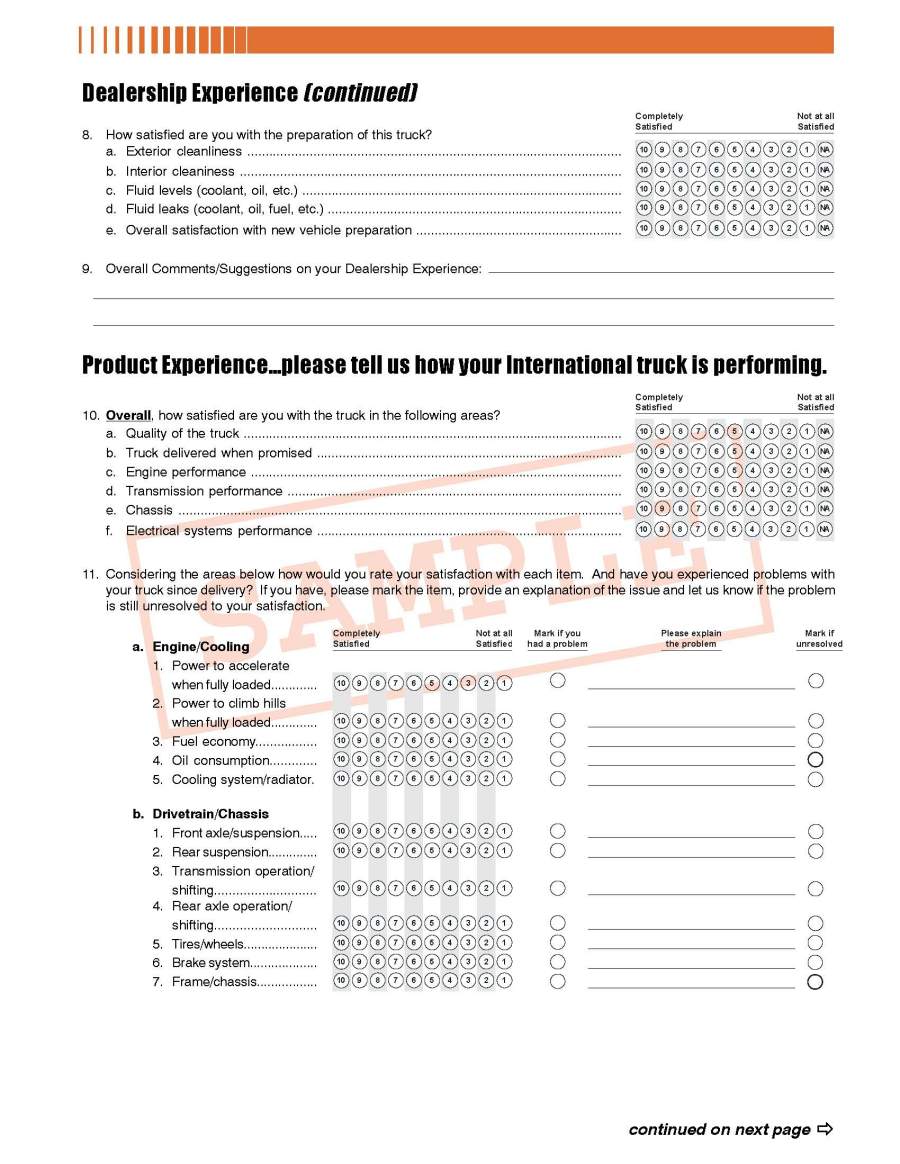 Dealership Experience (continued)
Completely Satisfied Not at all Satisfied
8. How satisfied are you with the preparation of this truck?
a. Exterior cleanliness ........ 10 9 8 7 6 5 4 3 2 1 NA
b. Interior cleaniness ........ 10 9 8 7 6 5 4 3 2 1 NA
c. Fluid levels (coolant, oil, etc.) ........ 10 9 8 7 6 5 4 3 2 1 NA
d. Fluid leaks (coolant, oil, fuel, etc.) ........ 10 9 8 7 6 5 4 3 2 1 NA
e. Overall satisfaction with new vehicle preparation ........ 10 9 8 7 6 5 4 3 2 1 NA
9. Overall Comments/Suggestions on your Dealership Experience:
Product Experience...please tell us how your International truck is performing.
Completely Satisfied Not at all Satisfied
10. Overall, how satisfied are you with the truck in the following areas?
a. Quality of the truck ........ 10 9 8 7 6 5 4 3 2 1 NA
b. Truck delivered when promised ........ 10 9 8 7 6 5 4 3 2 1 NA
c. Engine performance ........ 10 9 8 7 6 5 4 3 2 1 NA
d. Transmission performance ........ 10 9 8 7 6 5 4 3 2 1 NA
e. Chassis ........ 10 9 8 7 6 5 4 3 2 1 NA
f. Electrical systems performance ........ 10 9 8 7 6 5 4 3 2 1 NA
SAMPLE
11. Considering the areas below how would you rate your satisfaction with each item. And have you experienced problems with
your truck since delivery? If you have, please mark the item, provide an explanation of the issue and let us know if the problem
is still unresolved to your satisfaction.
Completely Satisfied Not at all Satisfied Mark if you had a problem Please explain the problem Mark if unresolved
a. Engine/Cooling
1. Power to accelerate
when fully loaded............. 10 9 8 7 6 5 4 3 2 1
2. Power to climb hills
when fully loaded............. 10 9 8 7 6 5 4 3 2 1
3. Fuel economy................. 10 9 8 7 6 5 4 3 2 1
4. Oil consumption............. 10 9 8 7 6 5 4 3 2 1
5. Cooling system/radiator. 10 9 8 7 6 5 4 3 2 1
b. Drivetrain/Chassis
1. Front axle/suspension..... 10 9 8 7 6 5 4 3 2 1
2. Rear suspension.............. 10 9 8 7 6 5 4 3 2 1
3. Transmission operation/
shifting............................ 10 9 8 7 6 5 4 3 2 1
4. Rear axle operation/
shifting............................ 10 9 8 7 6 5 4 3 2 1
5. Tires/wheels.................... 10 9 8 7 6 5 4 3 2 1
6. Brake system................... 10 9 8 7 6 5 4 3 2 1
7. Frame/chassis................. 10 9 8 7 6 5 4 3 2 1
continued on next page ⇨